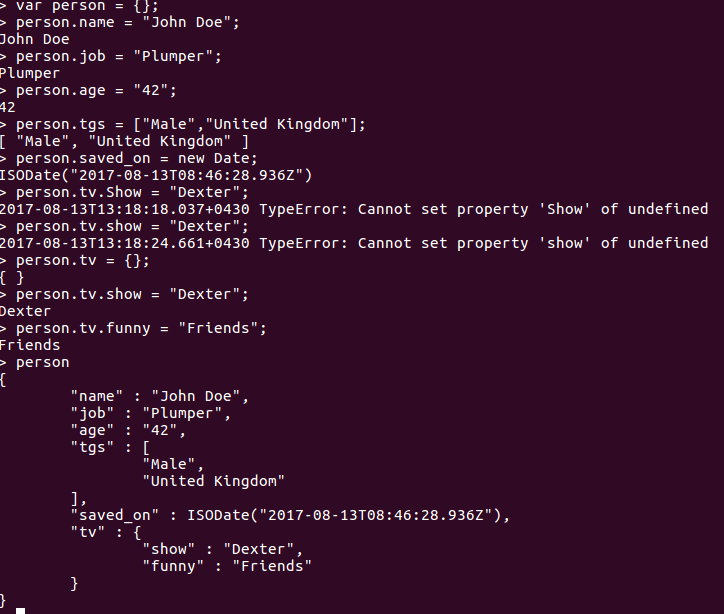 > var person = {};
> person.name = "John Doe";
John Doe
> person.job = "Plumper";
Plumper
> person.age = "42";
42
> person.tgs = ["Male","United Kingdom"];
[ "Male", "United Kingdom" ]
> person.saved_on = new Date;
ISODate("2017-08-13T08:46:28.936Z")
> person.tv.Show = "Dexter";
2017-08-13T13:18:18.037+0430 TypeError: Cannot set property 'Show' of undefined
> person.tv.show = "Dexter";
2017-08-13T13:18:24.661+0430 TypeError: Cannot set property 'show' of undefined
> person.tv = {};
{ }
> person.tv.show = "Dexter";
Dexter
> person.tv.funny = "Friends";
Friends
> person
{
        "name" : "John Doe",
        "job" : "Plumper",
        "age" : "42",
        "tgs" : [
                "Male",
                "United Kingdom"
        ],
        "saved_on" : ISODate("2017-08-13T08:46:28.936Z"),
        "tv" : {
                "show" : "Dexter",
                "funny" : "Friends"
        }
}